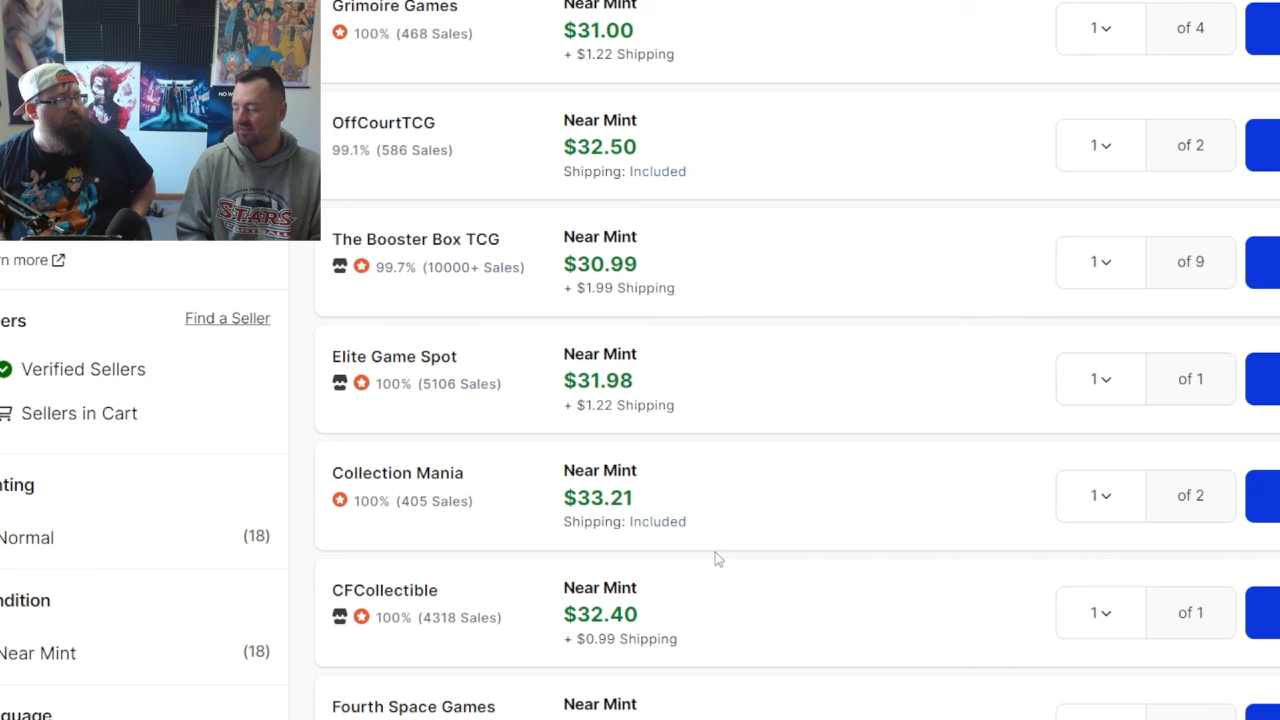 Grimoire Games
Near Mint
100% (468 Sales)
$31.00
+ $1.22 Shipping
1
of 4
OffCourtTCG
99.1% (586 Sales)
Near Mint
$32.50
Shipping: Included
1
of 2
The Booster Box TCG
99.7% (10000+ Sales)
Near Mint
$30.99
+ $1.99 Shipping
1
of 9
Elite Game Spot
100% (5106 Sales)
Near Mint
$31.98
+ $1.22 Shipping
1
of 1
Collection Mania
100% (405 Sales)
Near Mint
$33.21
Shipping: Included
1
of 2
CFCollectible
100% (4318 Sales)
Near Mint
$32.40
+ $0.99 Shipping
1
of 1
Fourth Space Games
Near Mint
STARS
NO
rn more
ers
Find a Seller
Verified Sellers
Sellers in Cart
nting
Normal
(18)
ndition
Near Mint
(18)
nguage